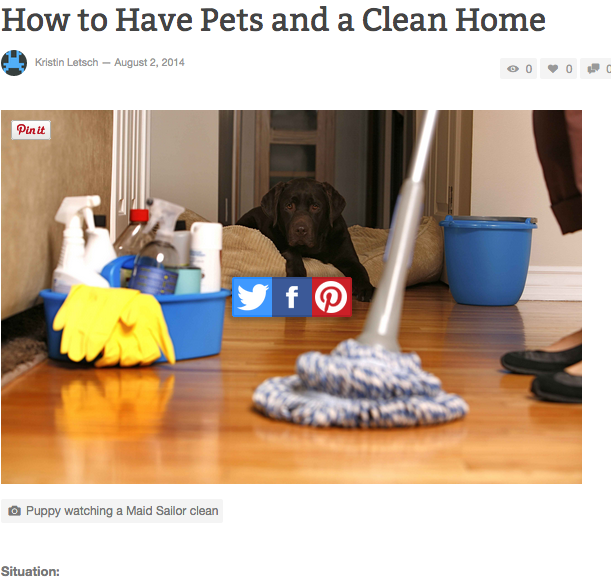 How to Have Pets and a Clean Home
Kristin Letsch — August 2, 2014
0
0
0
Pin it
f
Puppy watching a Maid Sailor clean
Situation: